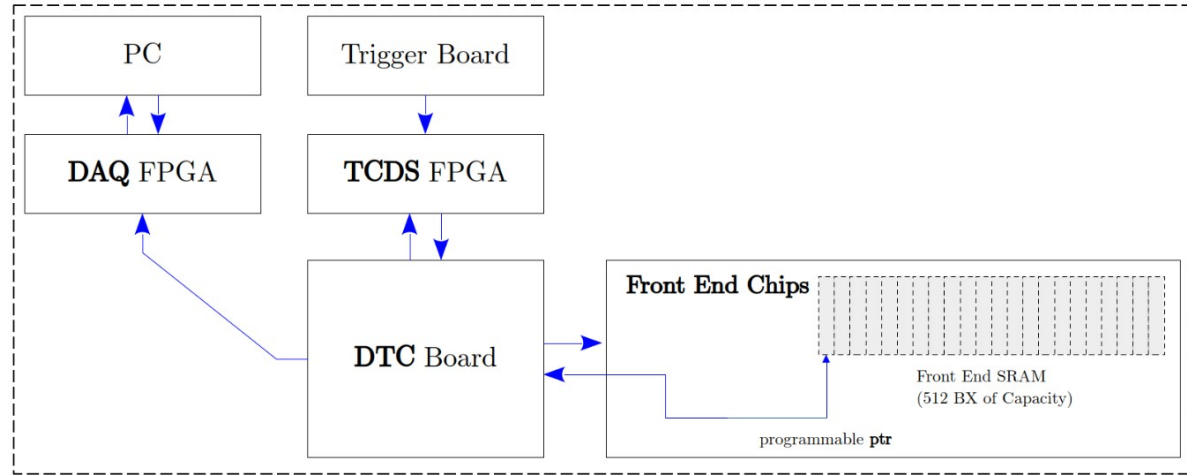 PC
Trigger Board
DAQ FPGA
TCDS FPGA
DTC Board
Front End Chips
Front End SRAM
(512 BX of Capacity)
programmable ptr